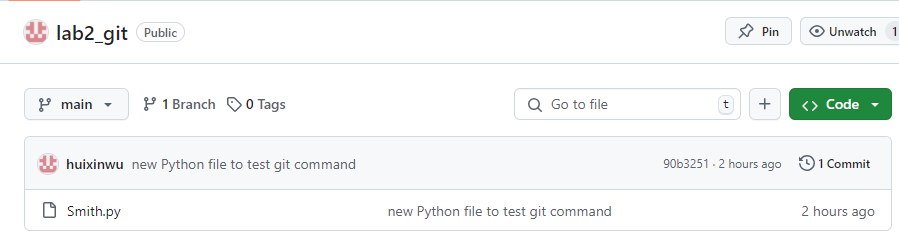 lab2_git Public Pin Unwatch 1
main 1 Branch 0 Tags Go to file t Code
huixinwu new Python file to test git command 90b3251 · 2 hours ago 1 Commit
Smith.py new Python file to test git command 2 hours ago